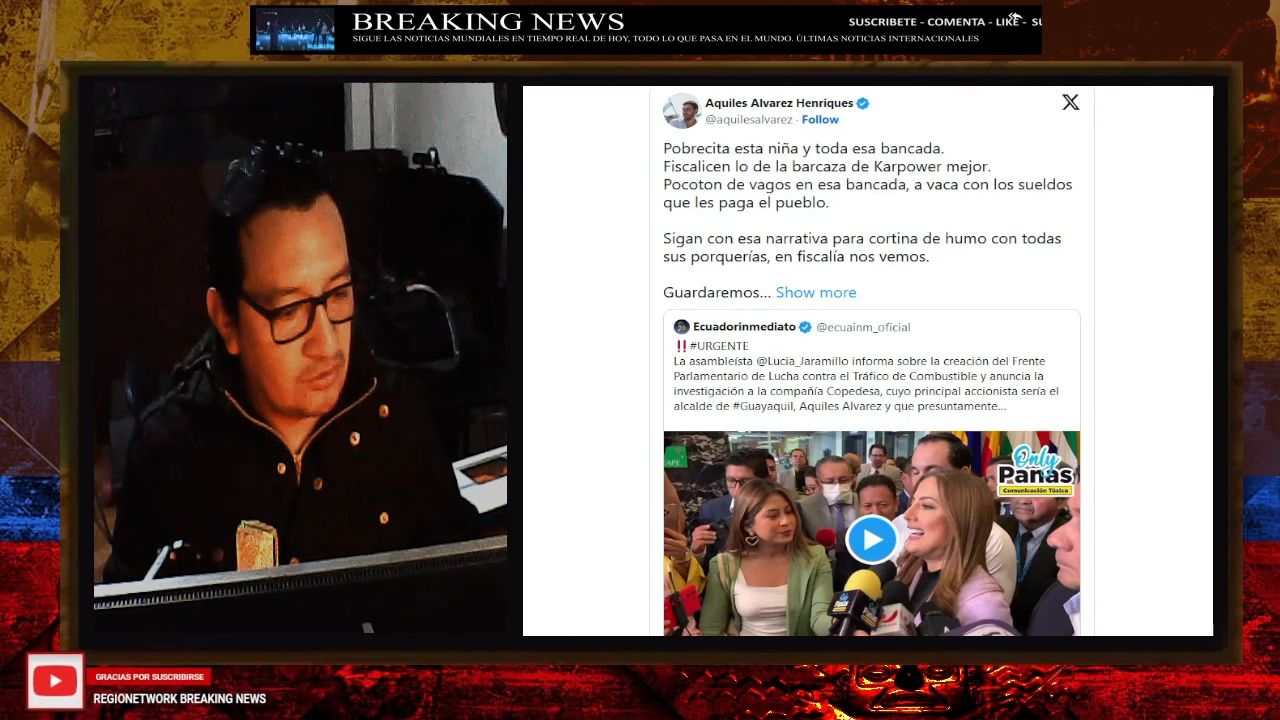 BREAKING NEWS
SUSCRIBETE - COMENTA - LIKE - SU
SIGUE LAS NOTICIAS MUNDIALES EN TIEMPO REAL DE HOY, TODO LO QUE PASA EN EL MUNDO. ÚLTIMAS NOTICIAS INTERNACIONALES
Aquiles Alvarez Henriques
@aquilesalvarez · Follow
Pobrecita esta niña y toda esa bancada.
Fiscalicen lo de la barcaza de Karpower mejor.
Pocoton de vagos en esa bancada, a vaca con los sueldos
que les paga el pueblo.
Sigan con esa narrativa para cortina de humo con todas
sus porquerías, en fiscalía nos vemos.
Guardaremos... Show more
Ecuadorinmediato @ecuainm_oficial
‼️ #URGENTE
La asambleísta @Lucia_Jaramillo informa sobre la creación del Frente
Parlamentario de Lucha contra el Tráfico de Combustible y anuncia la
investigación a la compañía Copedesa, cuyo principal accionista sería el
alcalde de #Guayaquil, Aquiles Alvarez y que presuntamente...
Only
Panas
Comunicación Tóxica
Only
Panas
GRACIAS POR SUSCRIBIRSE
REGIONETWORK BREAKING NEWS